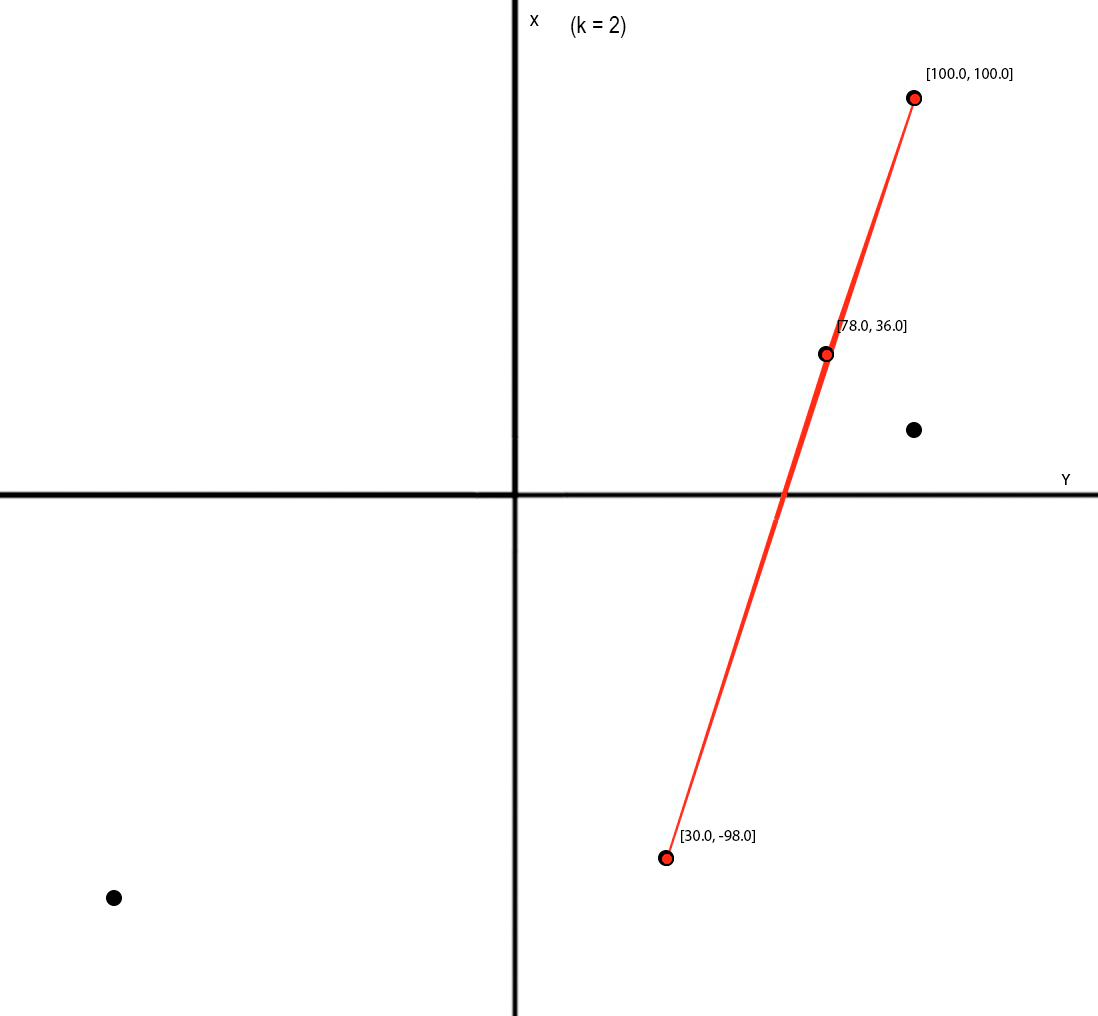 X
(k = 2)
[100.0, 100.0]
[78.0, 36.0]
Y
[30.0, -98.0]